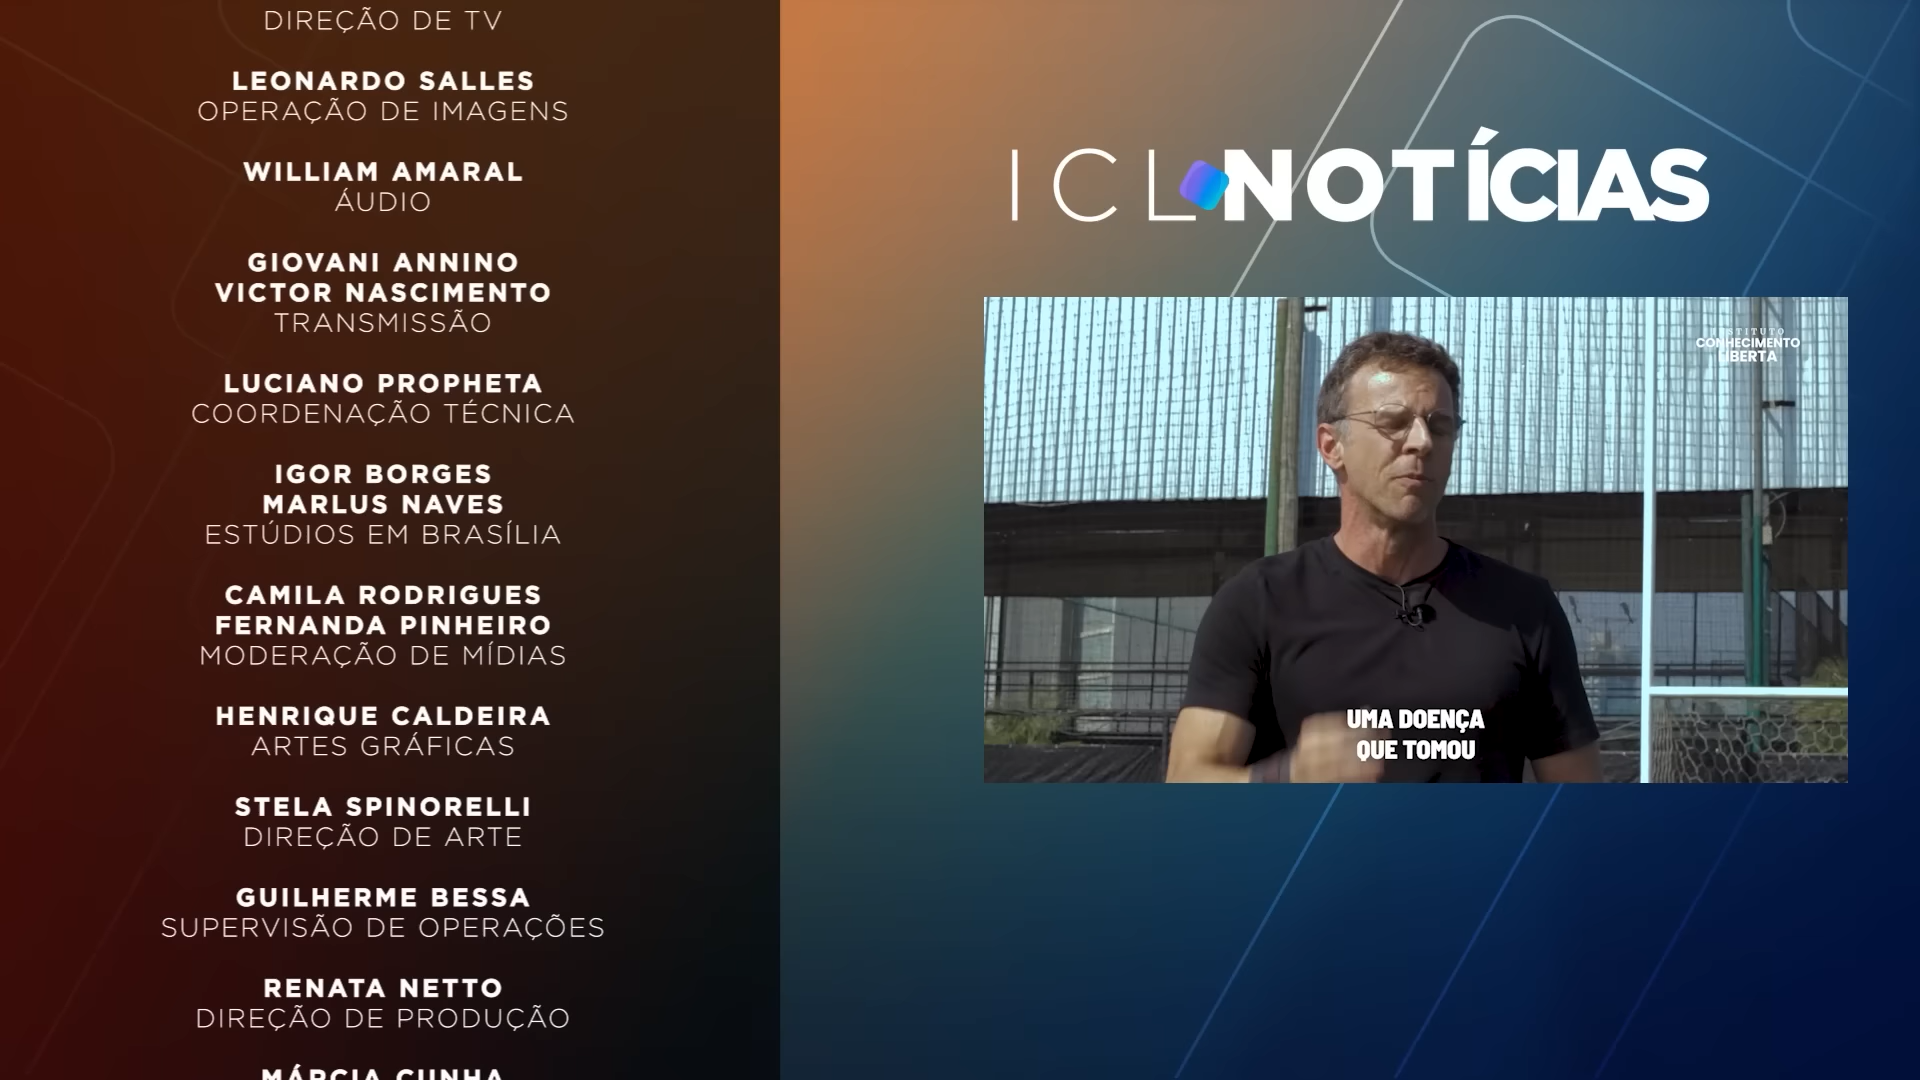 DIREÇÃO DE TV
LEONARDO SALLES
OPERAÇÃO DE IMAGENS
WILLIAM AMARAL
ÁUDIO
GIOVANI ANNINO
VICTOR NASCIMENTO
TRANSMISSÃO
LUCIANO PROPHETA
COORDENAÇÃO TÉCNICA
IGOR BORGES
MARLUS NAVES
ESTÚDIOS EM BRASÍLIA
CAMILA RODRIGUES
FERNANDA PINHEIRO
MODERAÇÃO DE MÍDIAS
HENRIQUE CALDEIRA
ARTES GRÁFICAS
STELA SPINORELLI
DIREÇÃO DE ARTE
GUILHERME BESSA
SUPERVISÃO DE OPERAÇÕES
RENATA NETTO
DIREÇÃO DE PRODUÇÃO
MÁRCIA CUNHA
ICL NOTÍCIAS
INSTITUTO
CONHECIMENTO
LIBERTA
UMA DOENÇA
QUE TOMOU